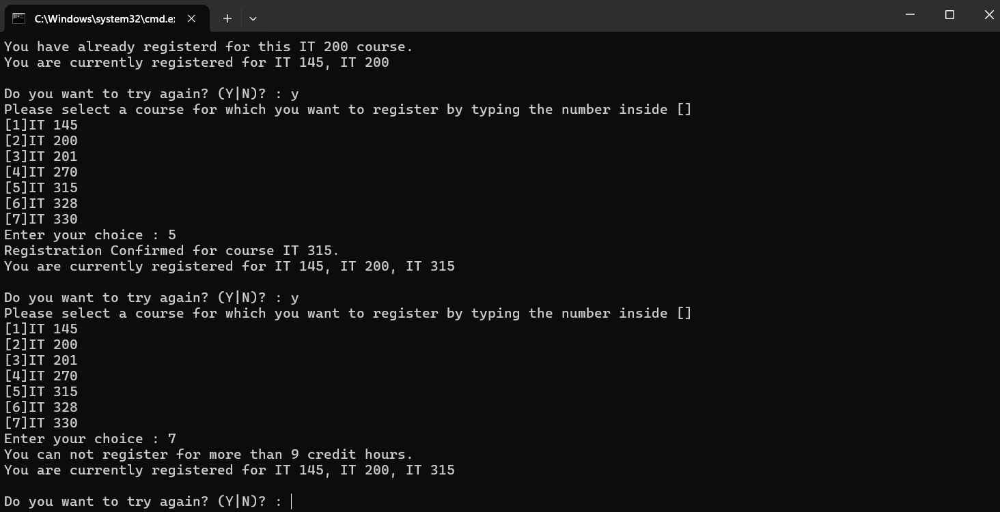 C:\Windows\system32\cmd.e
You have already registerd for this IT 200 course.
You are currently registered for IT 145, IT 200
Do you want to try again? (Y|N)? : y
Please select a course for which you want to register by typing the number inside []
[1]IT 145
[2]IT 200
[3]IT 201
[4]IT 270
[5]IT 315
[6]IT 328
[7]IT 330
Enter your choice : 5
Registration Confirmed for course IT 315.
You are currently registered for IT 145, IT 200, IT 315
Do you want to try again? (Y|N)? : y
Please select a course for which you want to register by typing the number inside []
[1]IT 145
[2]IT 200
[3]IT 201
[4]IT 270
[5]IT 315
[6]IT 328
[7]IT 330
Enter your choice : 7
You can not register for more than 9 credit hours.
You are currently registered for IT 145, IT 200, IT 315
Do you want to try again? (Y|N)? :